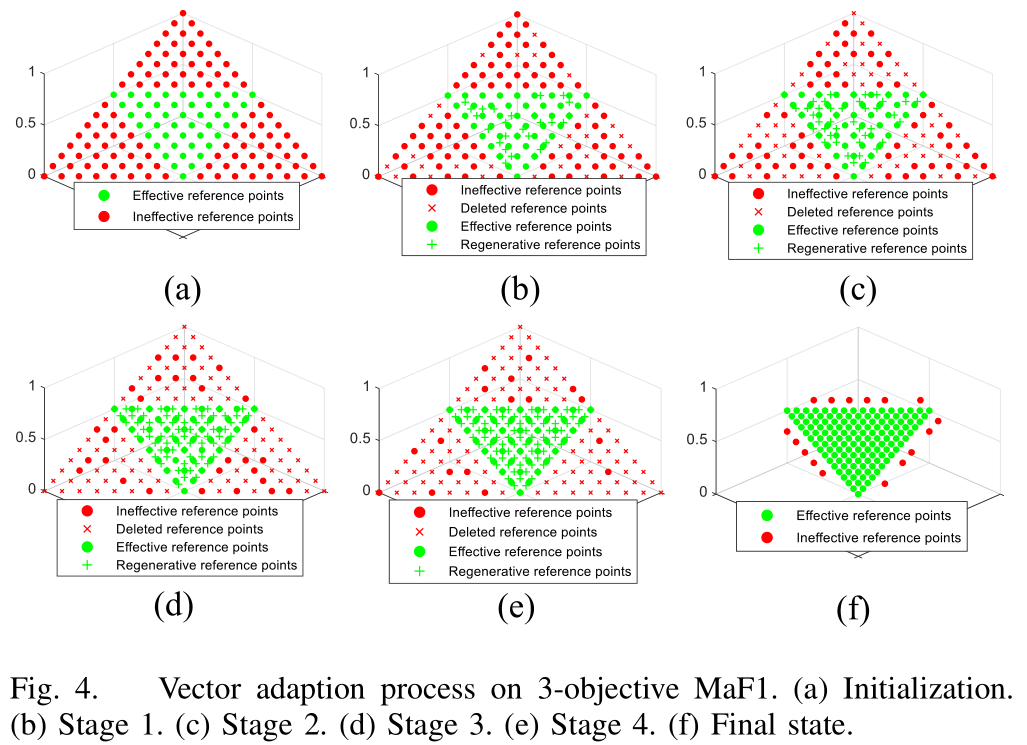 1
0.5
0
Effective reference points
Ineffective reference points
(a)
1
0.5
0
Ineffective reference points
Deleted reference points
Effective reference points
Regenerative reference points
(b)
1
0.5
0
Ineffective reference points
Deleted reference points
Effective reference points
Regenerative reference points
(c)
1
0.5
0
Ineffective reference points
Deleted reference points
Effective reference points
Regenerative reference points
(d)
1
0.5
0
Ineffective reference points
Deleted reference points
Effective reference points
Regenerative reference points
(e)
1
0.5
0
Effective reference points
Ineffective reference points
(f)
Fig. 4. Vector adaption process on 3-objective MaF1. (a) Initialization.
(b) Stage 1. (c) Stage 2. (d) Stage 3. (e) Stage 4. (f) Final state.